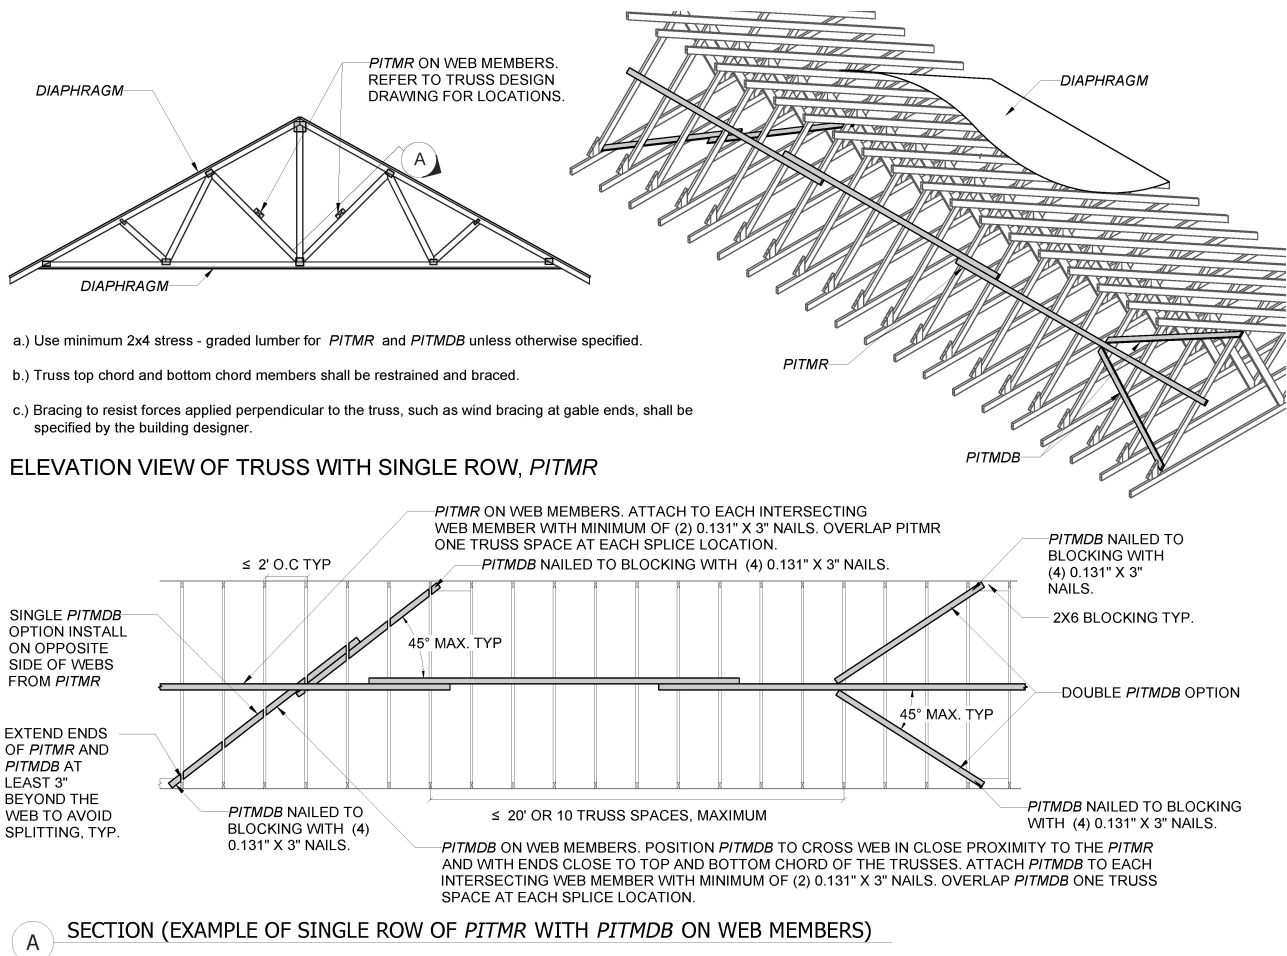 PITMR ON WEB MEMBERS.
REFER TO TRUSS DESIGN
DRAWING FOR LOCATIONS.
DIAPHRAGM
A
DIAPHRAGM
DIAPHRAGM
PITMR
PITMDB
a.) Use minimum 2x4 stress - graded lumber for PITMR and PITMDB unless otherwise specified.
b.) Truss top chord and bottom chord members shall be restrained and braced.
c.) Bracing to resist forces applied perpendicular to the truss, such as wind bracing at gable ends, shall be
specified by the building designer.
ELEVATION VIEW OF TRUSS WITH SINGLE ROW, PITMR
PITMR ON WEB MEMBERS. ATTACH TO EACH INTERSECTING
WEB MEMBER WITH MINIMUM OF (2) 0.131" X 3" NAILS. OVERLAP PITMR
ONE TRUSS SPACE AT EACH SPLICE LOCATION.
≤ 2' O.C TYP
PITMDB NAILED TO BLOCKING WITH (4) 0.131" X 3" NAILS.
PITMDB NAILED TO
BLOCKING WITH
(4) 0.131" X 3"
NAILS.
2X6 BLOCKING TYP.
SINGLE PITMDB
OPTION INSTALL
ON OPPOSITE
SIDE OF WEBS
FROM PITMR
45° MAX. TYP
DOUBLE PITMDB OPTION
45° MAX. TYP
EXTEND ENDS
OF PITMR AND
PITMDB AT
LEAST 3"
BEYOND THE
WEB TO AVOID
SPLITTING, TYP.
PITMDB NAILED TO
BLOCKING WITH (4)
0.131" X 3" NAILS.
≤ 20' OR 10 TRUSS SPACES, MAXIMUM
PITMDB NAILED TO BLOCKING
WITH (4) 0.131" X 3" NAILS.
PITMDB ON WEB MEMBERS. POSITION PITMDB TO CROSS WEB IN CLOSE PROXIMITY TO THE PITMR
AND WITH ENDS CLOSE TO TOP AND BOTTOM CHORD OF THE TRUSSES. ATTACH PITMDB TO EACH
INTERSECTING WEB MEMBER WITH MINIMUM OF (2) 0.131" X 3" NAILS. OVERLAP PITMDB ONE TRUSS
SPACE AT EACH SPLICE LOCATION.
A SECTION (EXAMPLE OF SINGLE ROW OF PITMR WITH PITMDB ON WEB MEMBERS)